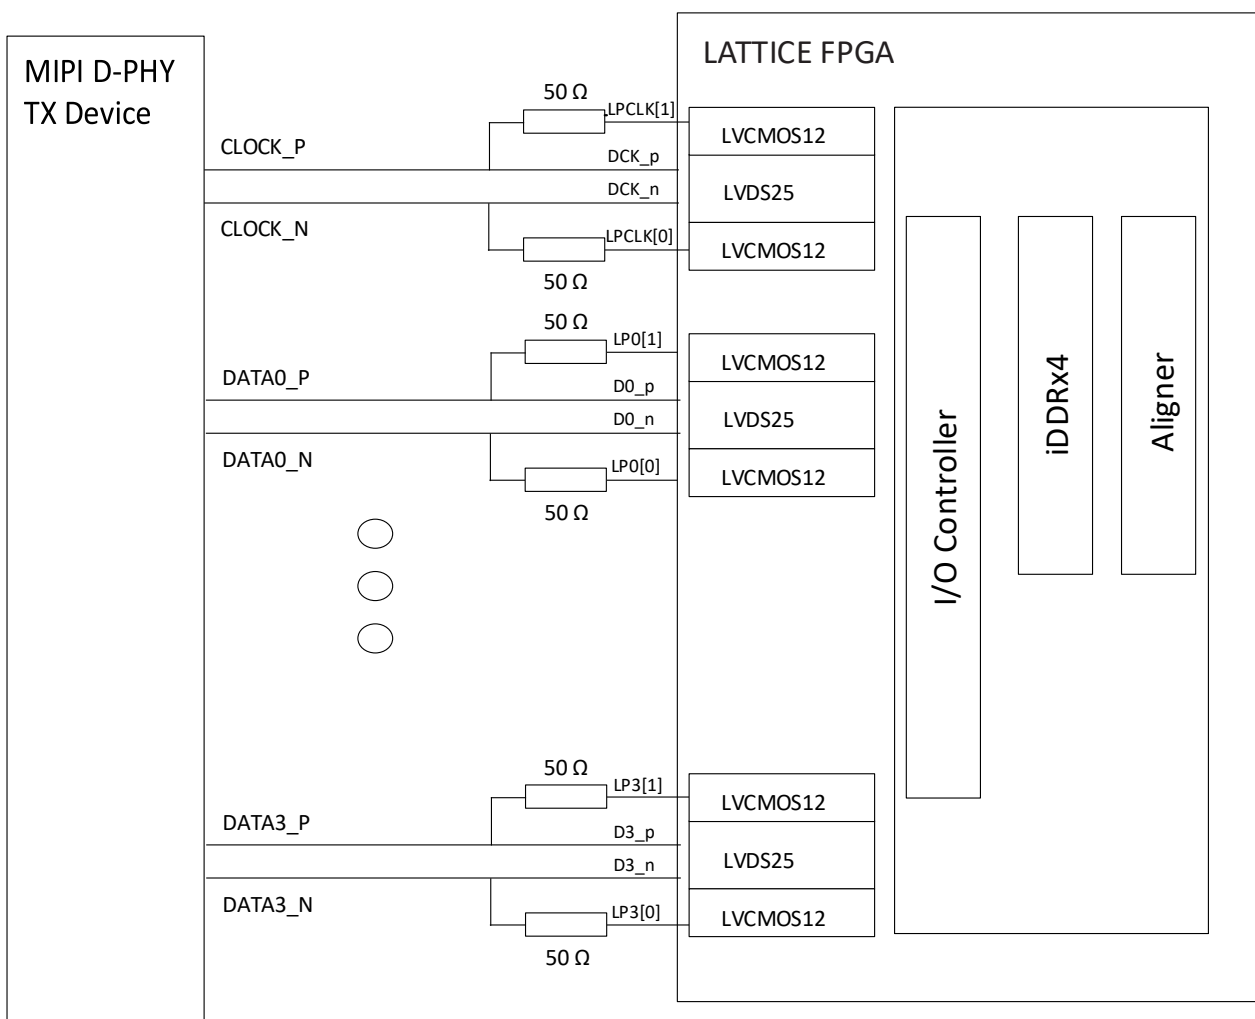 MIPI D-PHY
TX Device
LATTICE FPGA
50 Ω
LPCLK[1]
LVCMOS12
CLOCK_P
DCK_p
DCK_n
LVDS25
CLOCK_N
LPCLK[0]
LVCMOS12
50 Ω
50 Ω
LP0[1]
LVCMOS12
DATA0_P
D0_p
D0_n
LVDS25
DATA0_N
LP0[0]
LVCMOS12
50 Ω
I/O Controller
iDDRx4
Aligner
50 Ω
LP3[1]
LVCMOS12
DATA3_P
D3_p
D3_n
LVDS25
DATA3_N
LP3[0]
LVCMOS12
50 Ω